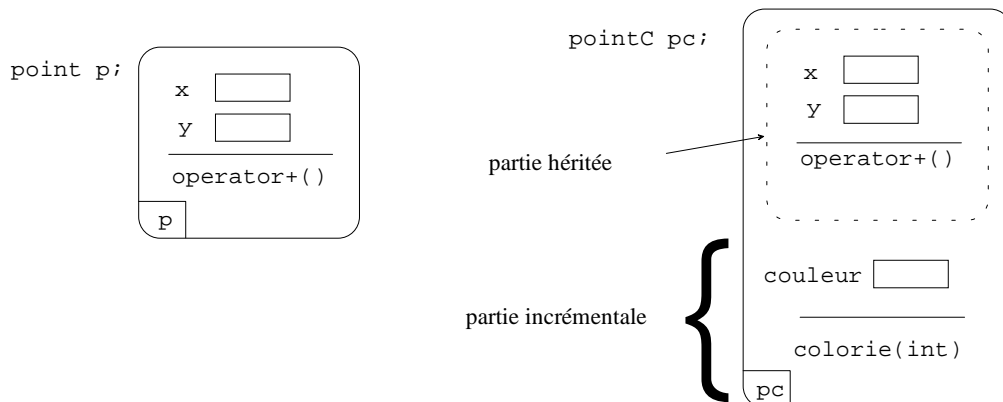 point p;
x
y
operator+()
p
pointC pc;
x
y
operator+()
partie héritée
couleur
partie incrémentale
colorie(int)
pc